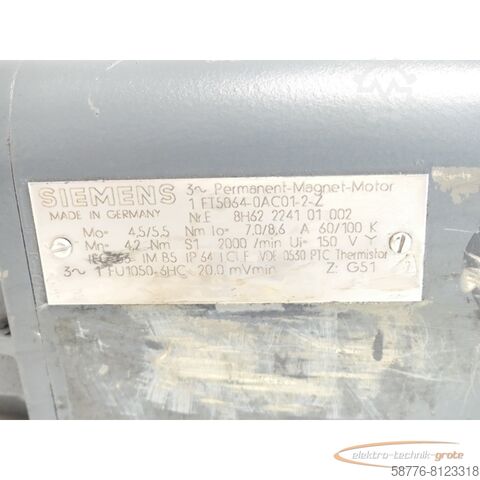 SIEMENS 3~ Permanent-Magnet-Motor
1 FT5064-0AC01-2-Z
MADE IN GERMANY Nr.E 8H62 2241 01 002
Mo= 4,5/5,5 Nm Io= 7,0/8,6 A 60/100 K
Mn= 4,2 Nm S1 2000 /min Ui= 150 V Y
IM B5 IP 64 I.CL.F VDE 0530 PTC Thermistor
3~ 1 FU1050-6HC 20.0 mVmin Z: G51
elektro-technik-grote
58776-8123318